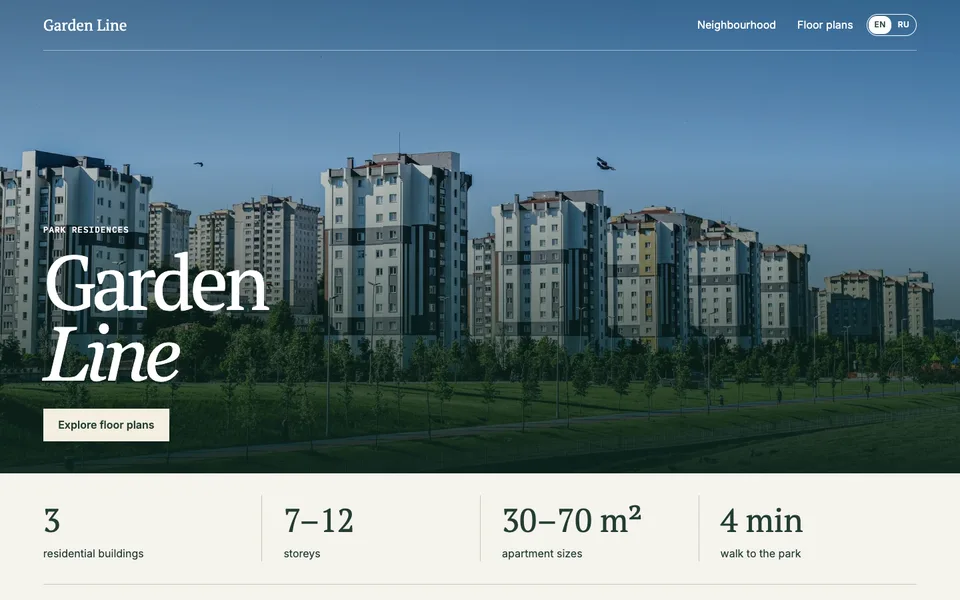 Garden Line
Neighbourhood
Floor plans
EN
RU
PARK RESIDENCES
Garden
Line
Explore floor plans
3
residential buildings
7–12
storeys
30–70 m²
apartment sizes
4 min
walk to the park